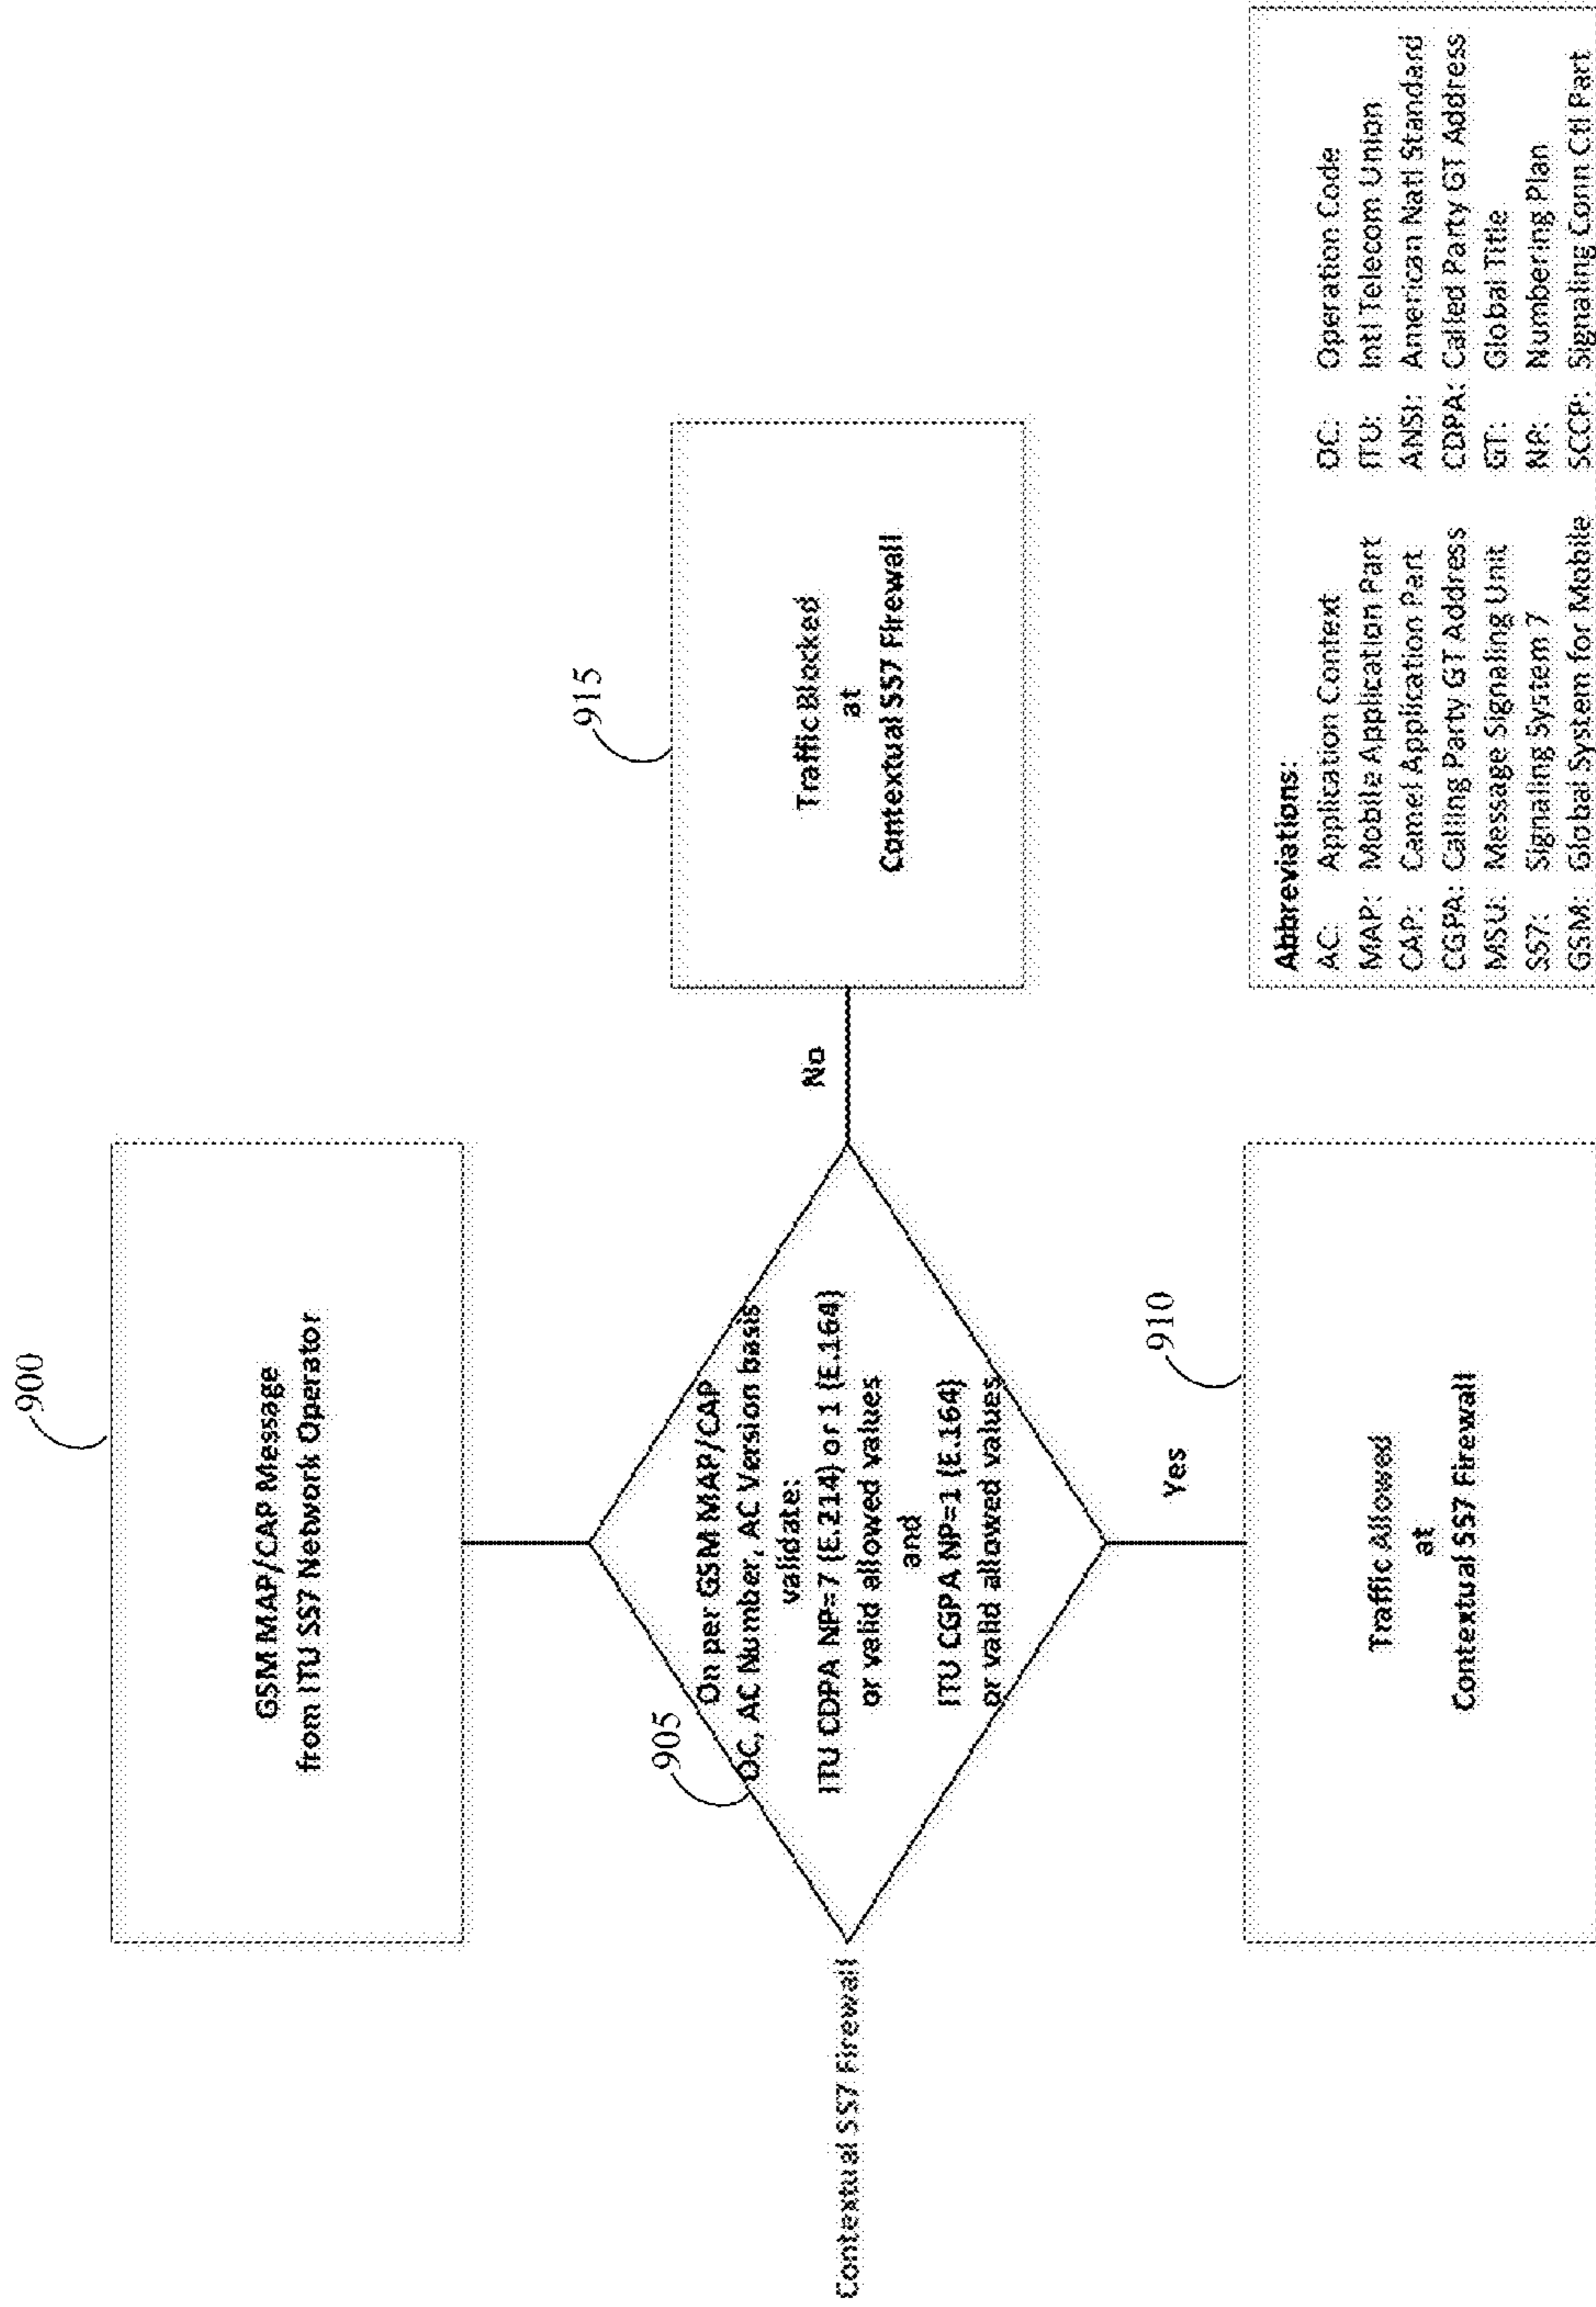 900
GSM MAP/CAP Message
from ITU SS7 Network Operator
Contextual SS7 Firewall
905
On per GSM MAP/CAP
OC, AC Number, AC Version basis
validate:
ITU CDPA NP=7 (E.214) or 1 (E.164)
or valid allowed values
and
ITU CGPA NP=1 (E.164)
or valid allowed values
No
915
Traffic Blocked
at
Contextual SS7 Firewall
Yes
910
Traffic Allowed
at
Contextual SS7 Firewall
Abbreviations:
AC: Application Context OC: Operation Code
MAP: Mobile Application Part ITU: Intl Telecom Union
CAP: Camel Application Part ANSI: American Natl Standard
CGPA: Calling Party GT Address CDPA: Called Party GT Address
MSU: Message Signaling Unit GT: Global Title
SS7: Signaling System 7 NP: Numbering Plan
GSM: Global System for Mobile SCCP: Signaling Conn Ctl Part